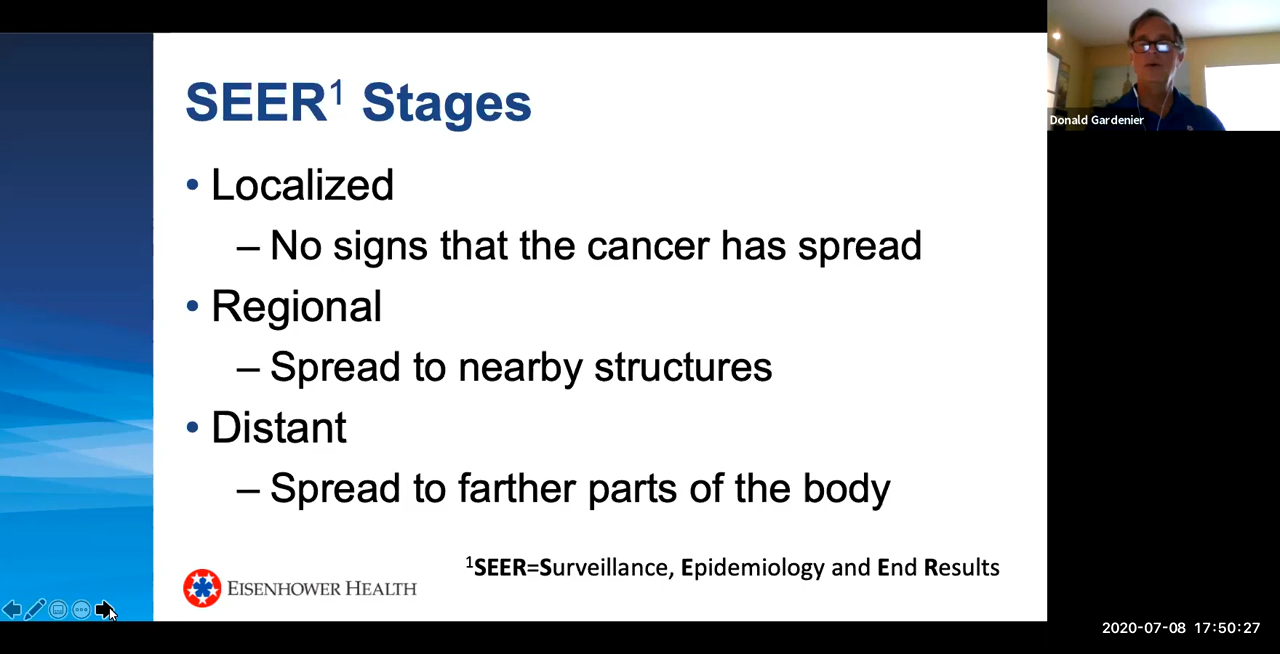 SEER¹ Stages
• Localized
– No signs that the cancer has spread
• Regional
– Spread to nearby structures
• Distant
– Spread to farther parts of the body
¹SEER=Surveillance, Epidemiology and End Results
EISENHOWER HEALTH
Donald Gardenier
2020-07-08 17:50:27